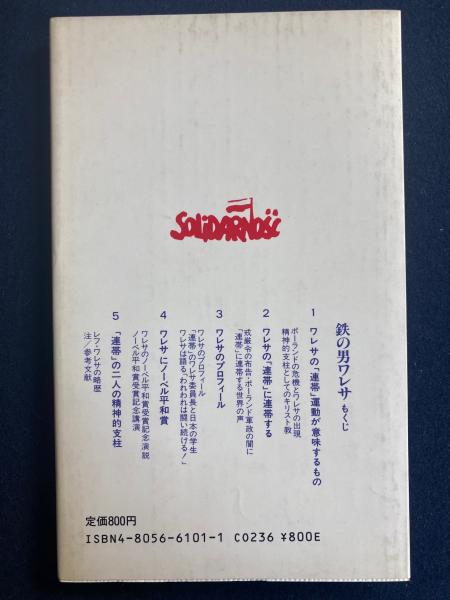 SOLIDARNOŚĆ
鉄の男ワレサ もくじ
1 ワレサの「連帯」運動が意味するもの
ポーランドの危機とワレサの出現
精神的支柱としてのキリスト教
2 ワレサの「連帯」に連帯する
戒厳令の布告・ポーランド軍政の闇に
「連帯」に連帯する世界の声
3 ワレサのプロフィール
ワレサのプロフィール
「連帯」のワレサ委員長と日本の学生
ワレサは語る「われわれは闘い続ける！」
4 ワレサにノーベル平和賞
ワレサのノーベル平和賞受賞記念演説
ノーベル平和賞受賞記念講演
5 「連帯」の二人の精神的支柱
レフ・ワレサの略歴
注／参考文献
定価800円
ISBN4-8056-6101-1 C0236 ¥800E